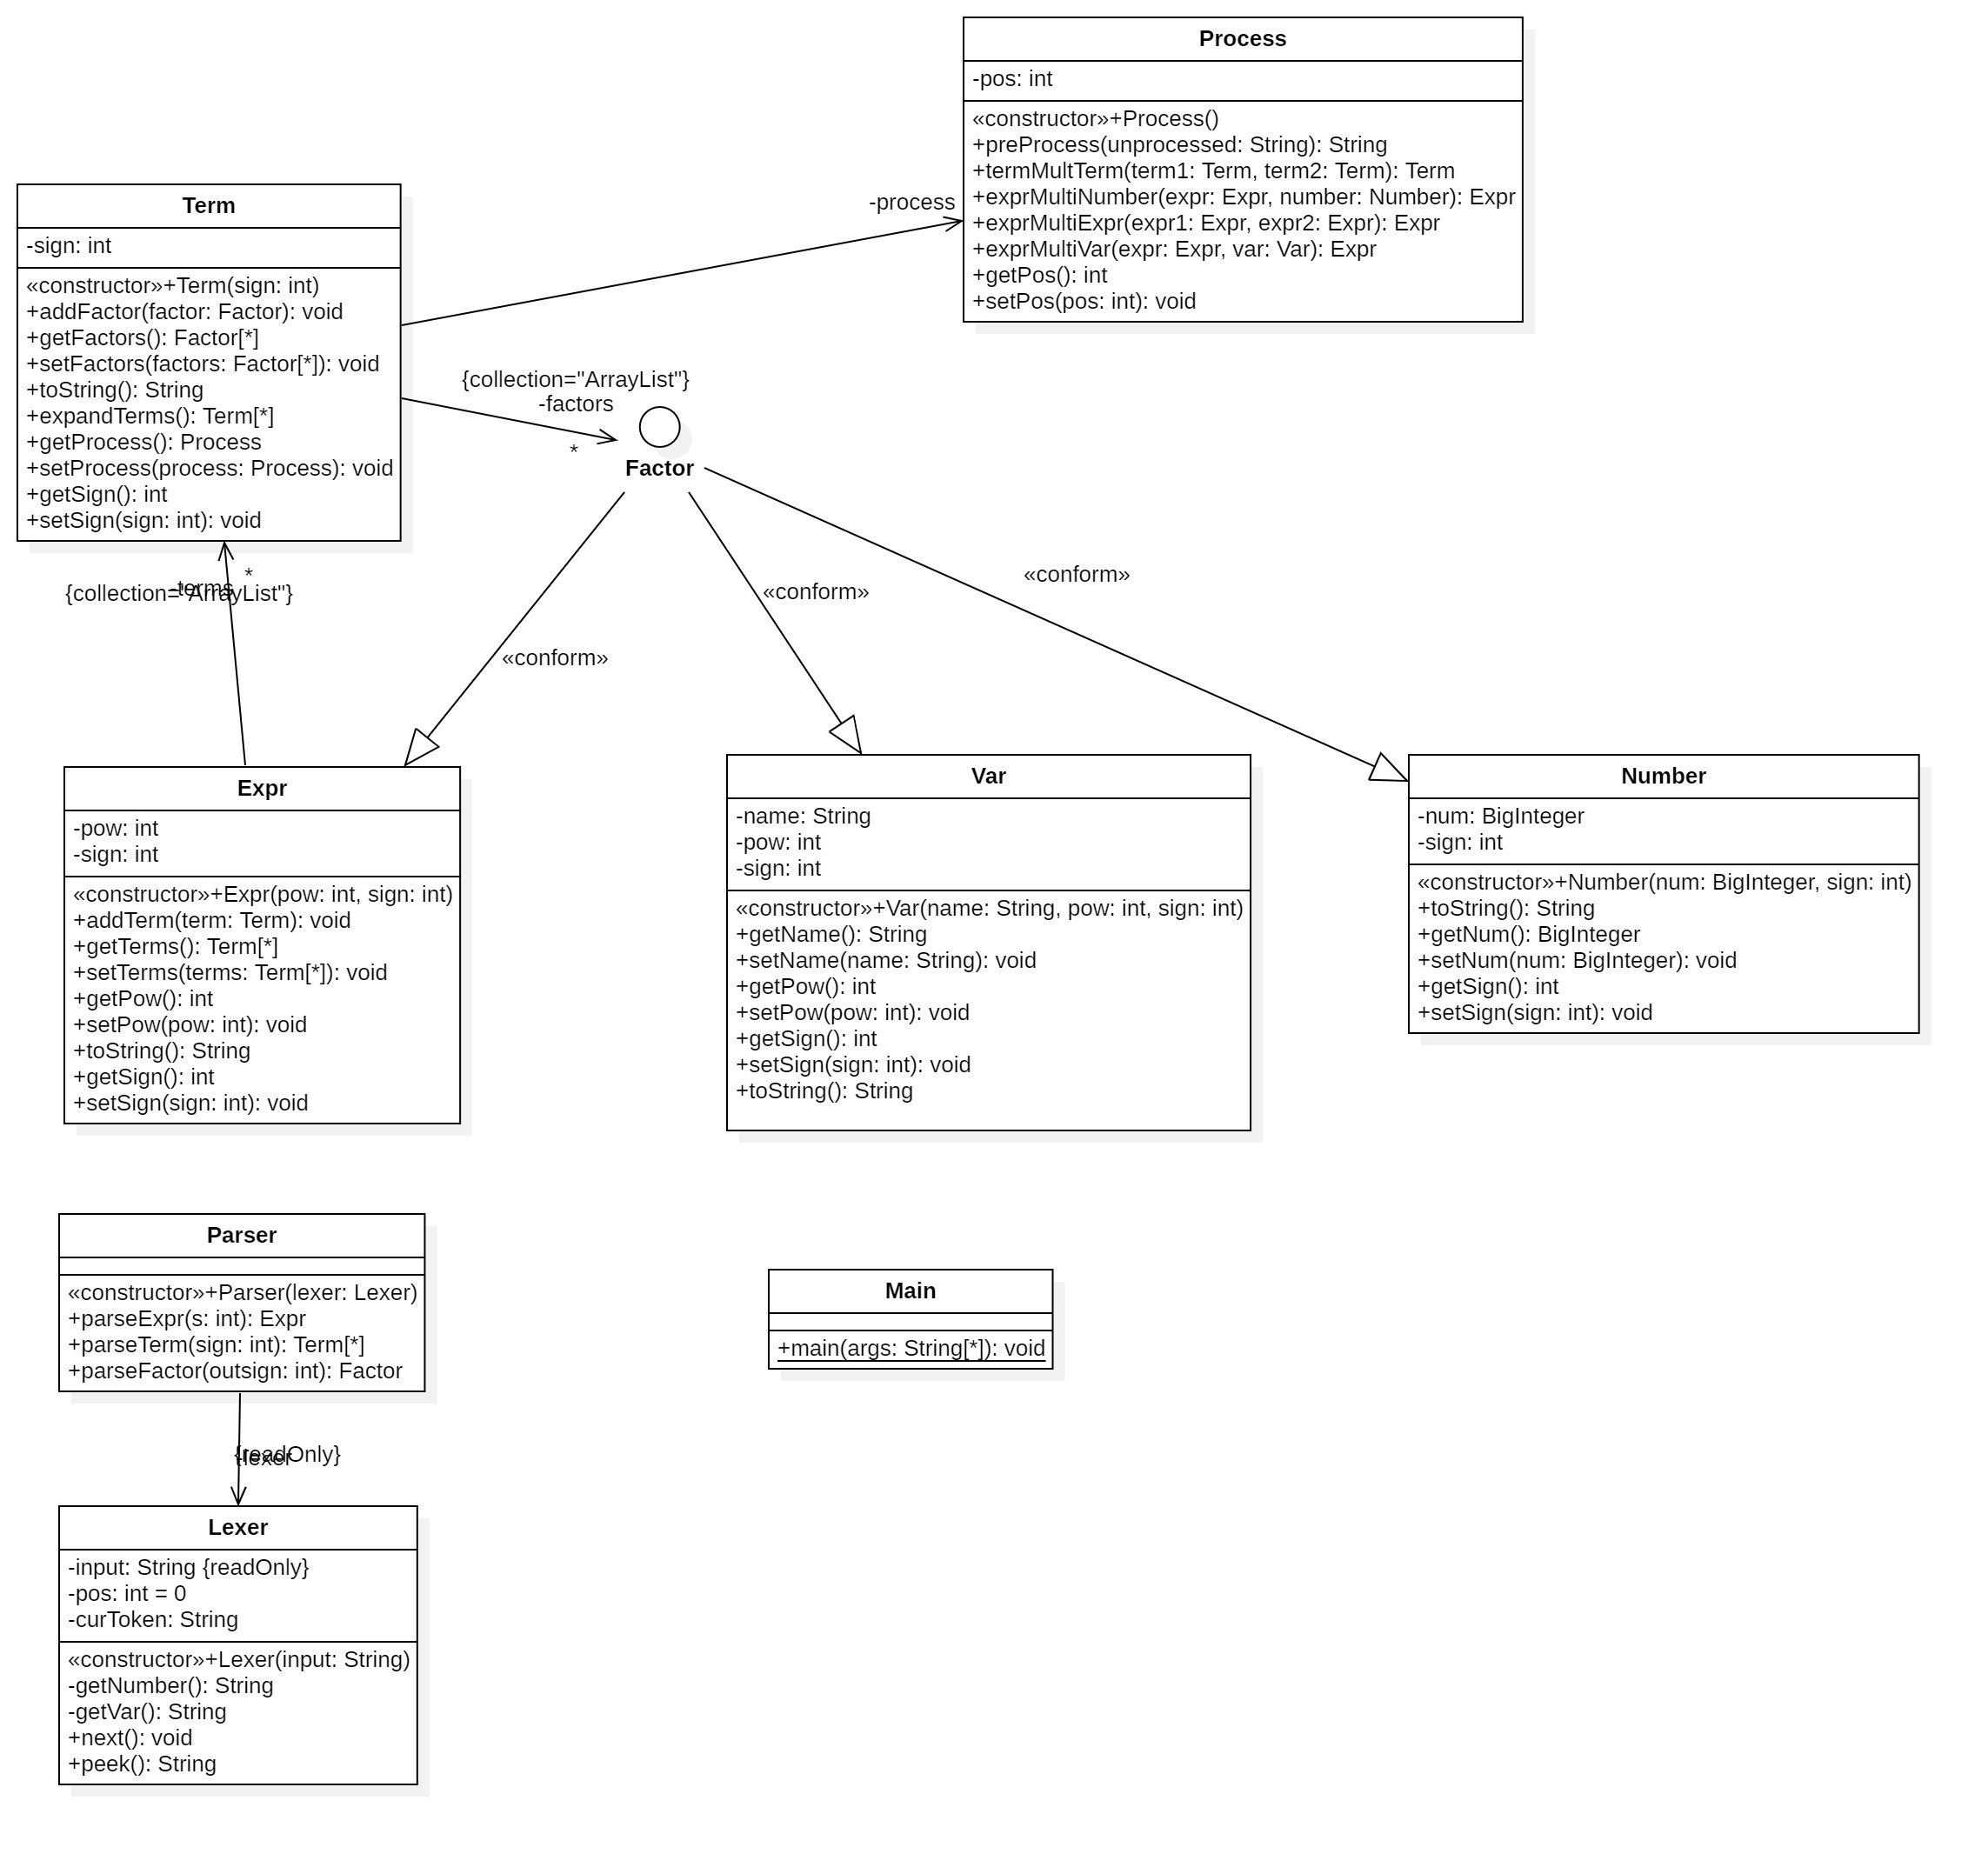 Process
-pos: int
«constructor»+Process()
+preProcess(unprocessed: String): String
+termMultTerm(term1: Term, term2: Term): Term
+exprMultiNumber(expr: Expr, number: Number): Expr
+exprMultiExpr(expr1: Expr, expr2: Expr): Expr
+exprMultiVar(expr: Expr, var: Var): Expr
+getPos(): int
+setPos(pos: int): void
Term
-sign: int
«constructor»+Term(sign: int)
+addFactor(factor: Factor): void
+getFactors(): Factor[*]
+setFactors(factors: Factor[*]): void
+toString(): String
+expandTerms(): Term[*]
+getProcess(): Process
+setProcess(process: Process): void
+getSign(): int
+setSign(sign: int): void
-process
{collection="ArrayList"}
-factors
*
Factor
*
-terms
{collection="ArrayList"}
«conform»
«conform»
«conform»
Expr
-pow: int
-sign: int
«constructor»+Expr(pow: int, sign: int)
+addTerm(term: Term): void
+getTerms(): Term[*]
+setTerms(terms: Term[*]): void
+getPow(): int
+setPow(pow: int): void
+toString(): String
+getSign(): int
+setSign(sign: int): void
Var
-name: String
-pow: int
-sign: int
«constructor»+Var(name: String, pow: int, sign: int)
+getName(): String
+setName(name: String): void
+getPow(): int
+setPow(pow: int): void
+getSign(): int
+setSign(sign: int): void
+toString(): String
Number
-num: BigInteger
-sign: int
«constructor»+Number(num: BigInteger, sign: int)
+toString(): String
+getNum(): BigInteger
+setNum(num: BigInteger): void
+getSign(): int
+setSign(sign: int): void
Parser
«constructor»+Parser(lexer: Lexer)
+parseExpr(s: int): Expr
+parseTerm(sign: int): Term[*]
+parseFactor(outsign: int): Factor
Main
+main(args: String[*]): void
{readOnly}
-lexer
Lexer
-input: String {readOnly}
-pos: int = 0
-curToken: String
«constructor»+Lexer(input: String)
-getNumber(): String
-getVar(): String
+next(): void
+peek(): String